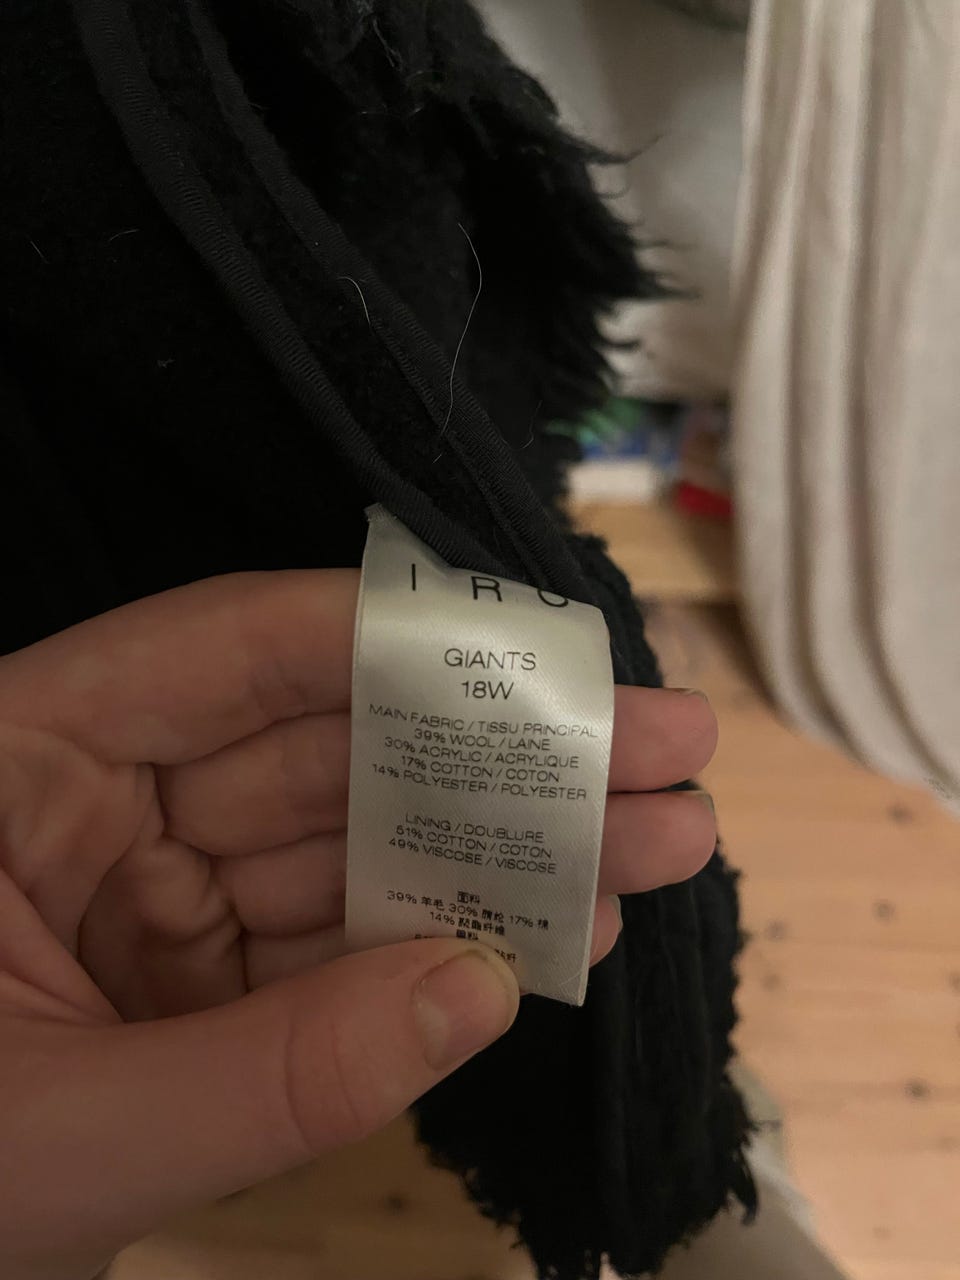 I R O
GIANTS
18W
MAIN FABRIC / TISSU PRINCIPAL
39% WOOL / LAINE
30% ACRYLIC / ACRYLIQUE
17% COTTON / COTON
14% POLYESTER / POLYESTER
LINING / DOUBLURE
51% COTTON / COTON
49% VISCOSE / VISCOSE
面料
39% 羊毛 30% 腈纶 17% 棉
14% 聚酯纤维
里料